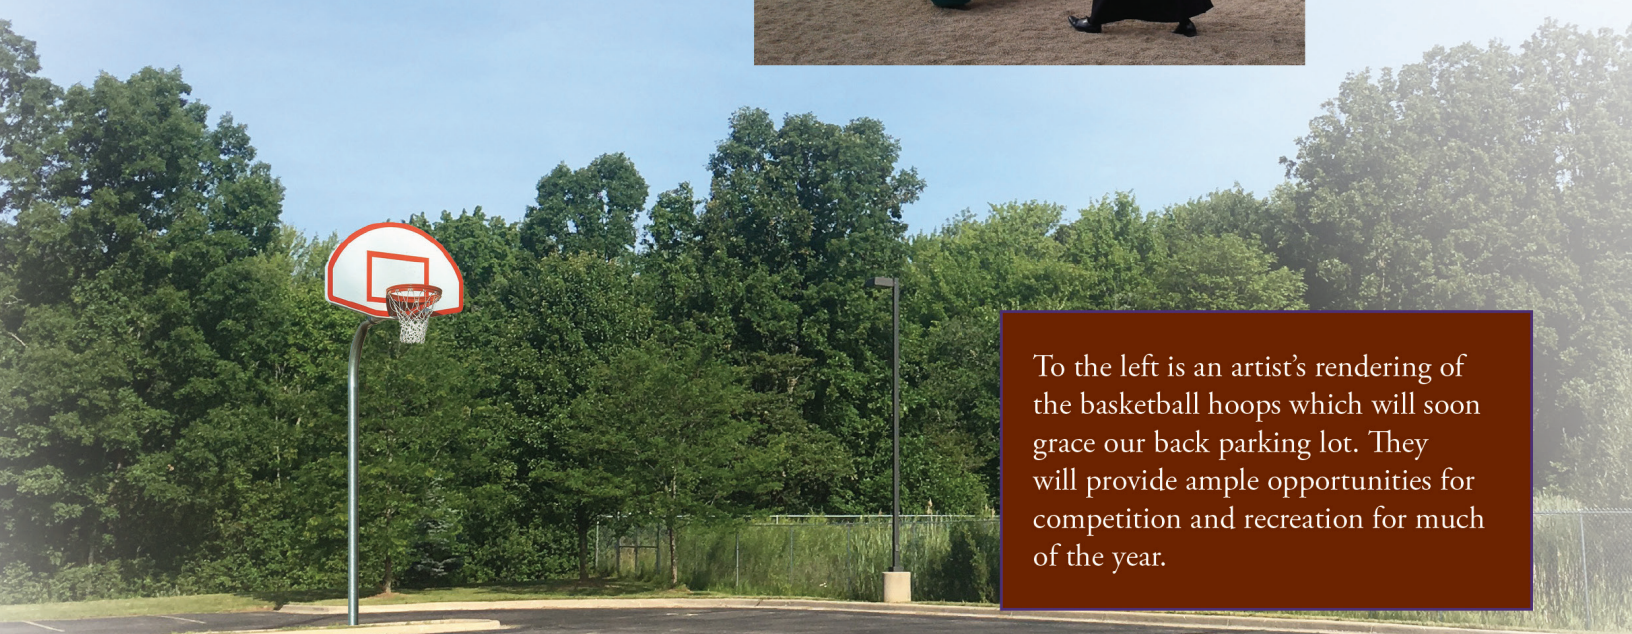 To the left is an artist’s rendering of
the basketball hoops which will soon
grace our back parking lot. They
will provide ample opportunities for
competition and recreation for much
of the year.